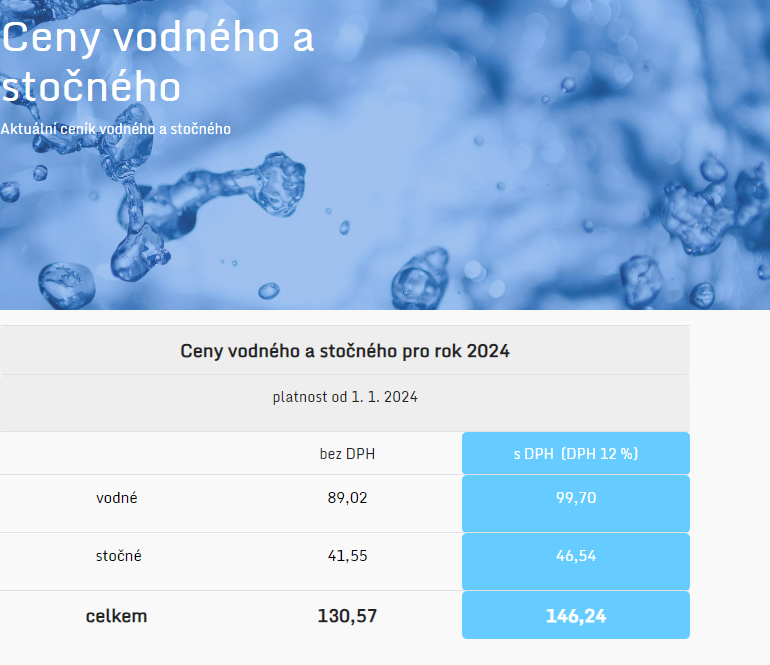 Ceny vodného a
stočného
Aktuální ceník vodného a stočného
Ceny vodného a stočného pro rok 2024
platnost od 1. 1. 2024
bez DPH s DPH (DPH 12 %)
vodné 89,02 99,70
stočné 41,55 46,54
celkem 130,57 146,24